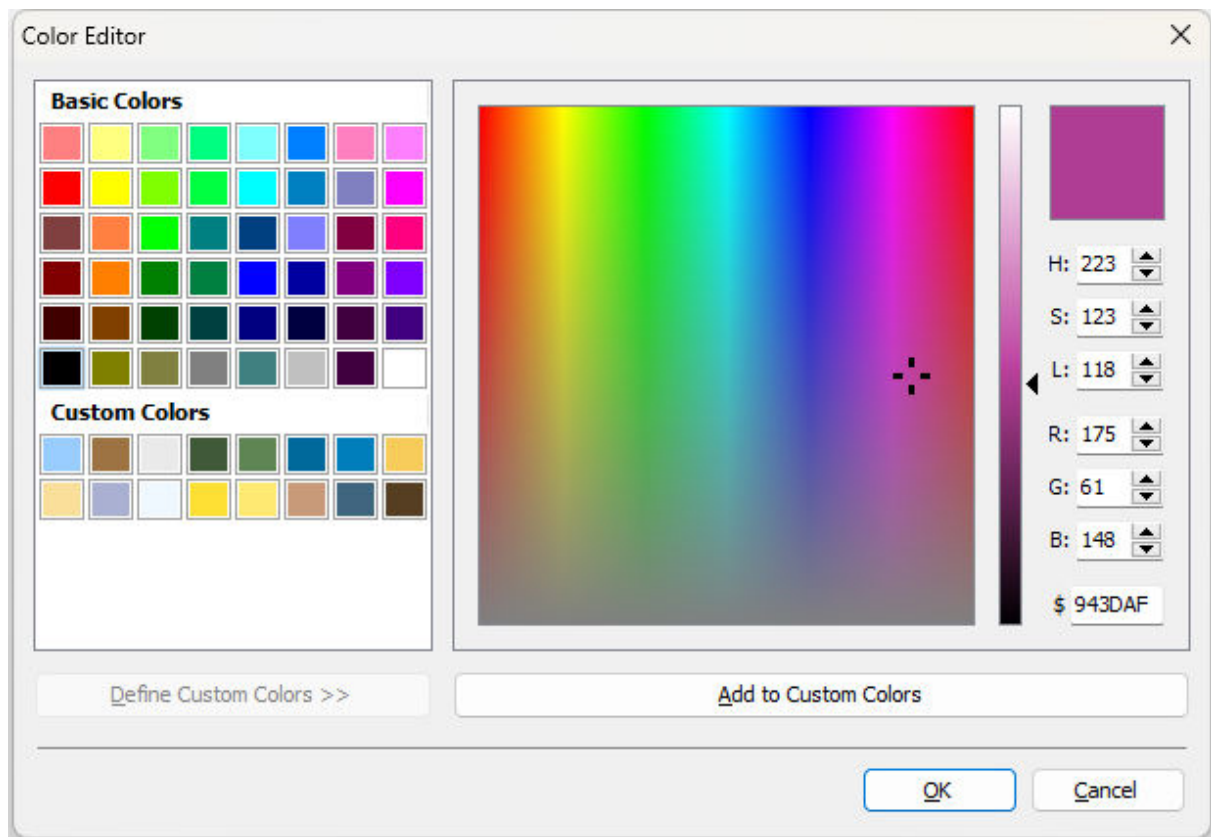 Color Editor
Basic Colors
Custom Colors
H: 223
S: 123
L: 118
R: 175
G: 61
B: 148
$ 943DAF
Define Custom Colors >>
Add to Custom Colors
OK
Cancel